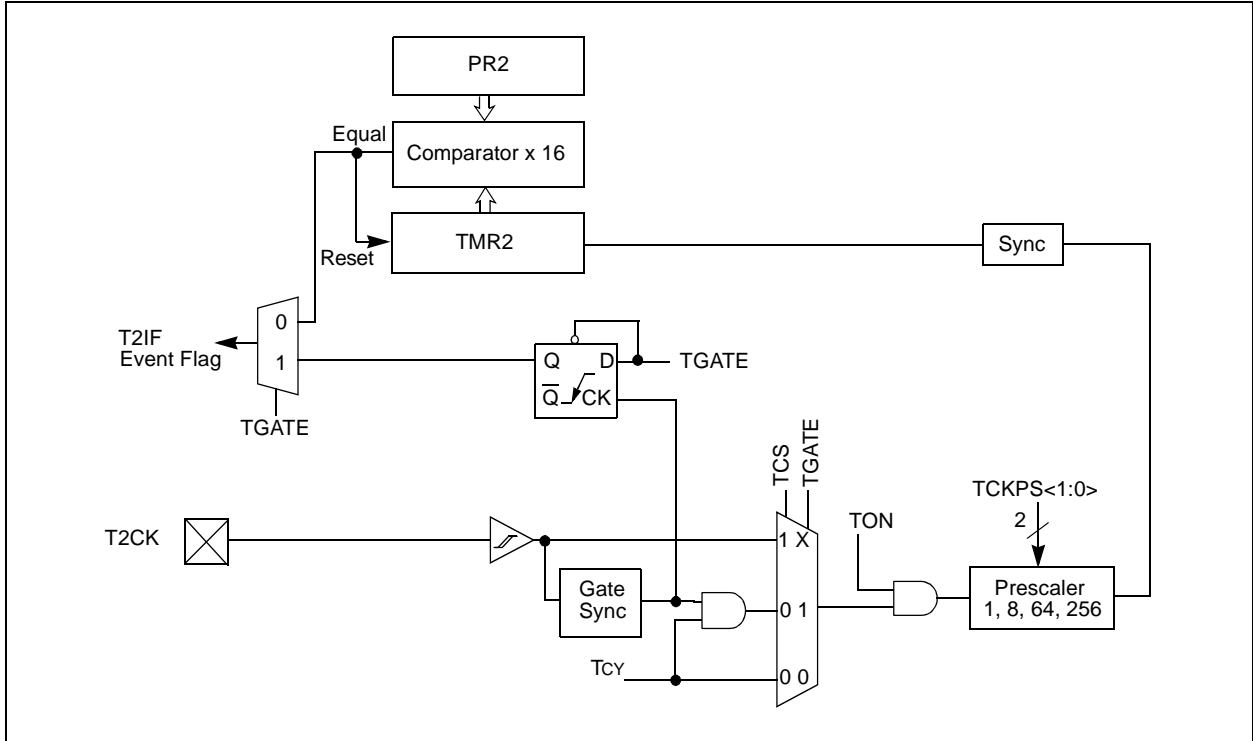 PR2
Equal
Comparator x 16
Reset
TMR2
Sync
T2IF
Event Flag
0
1
TGATE
Q
D
Q̅
CK
TGATE
TCS
TGATE
TCKPS<1:0>
2
TON
T2CK
1 X
Gate
Sync
0 1
Prescaler
1, 8, 64, 256
TCY
0 0